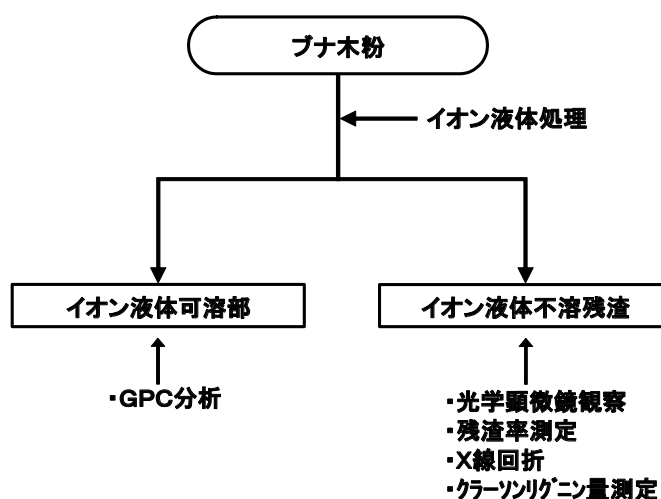 ブナ木粉
イオン液体処理
イオン液体可溶部
イオン液体不溶残渣
・GPC分析
・光学顕微鏡観察
・残渣率測定
・X線回折
・クラーソンリグニン量測定